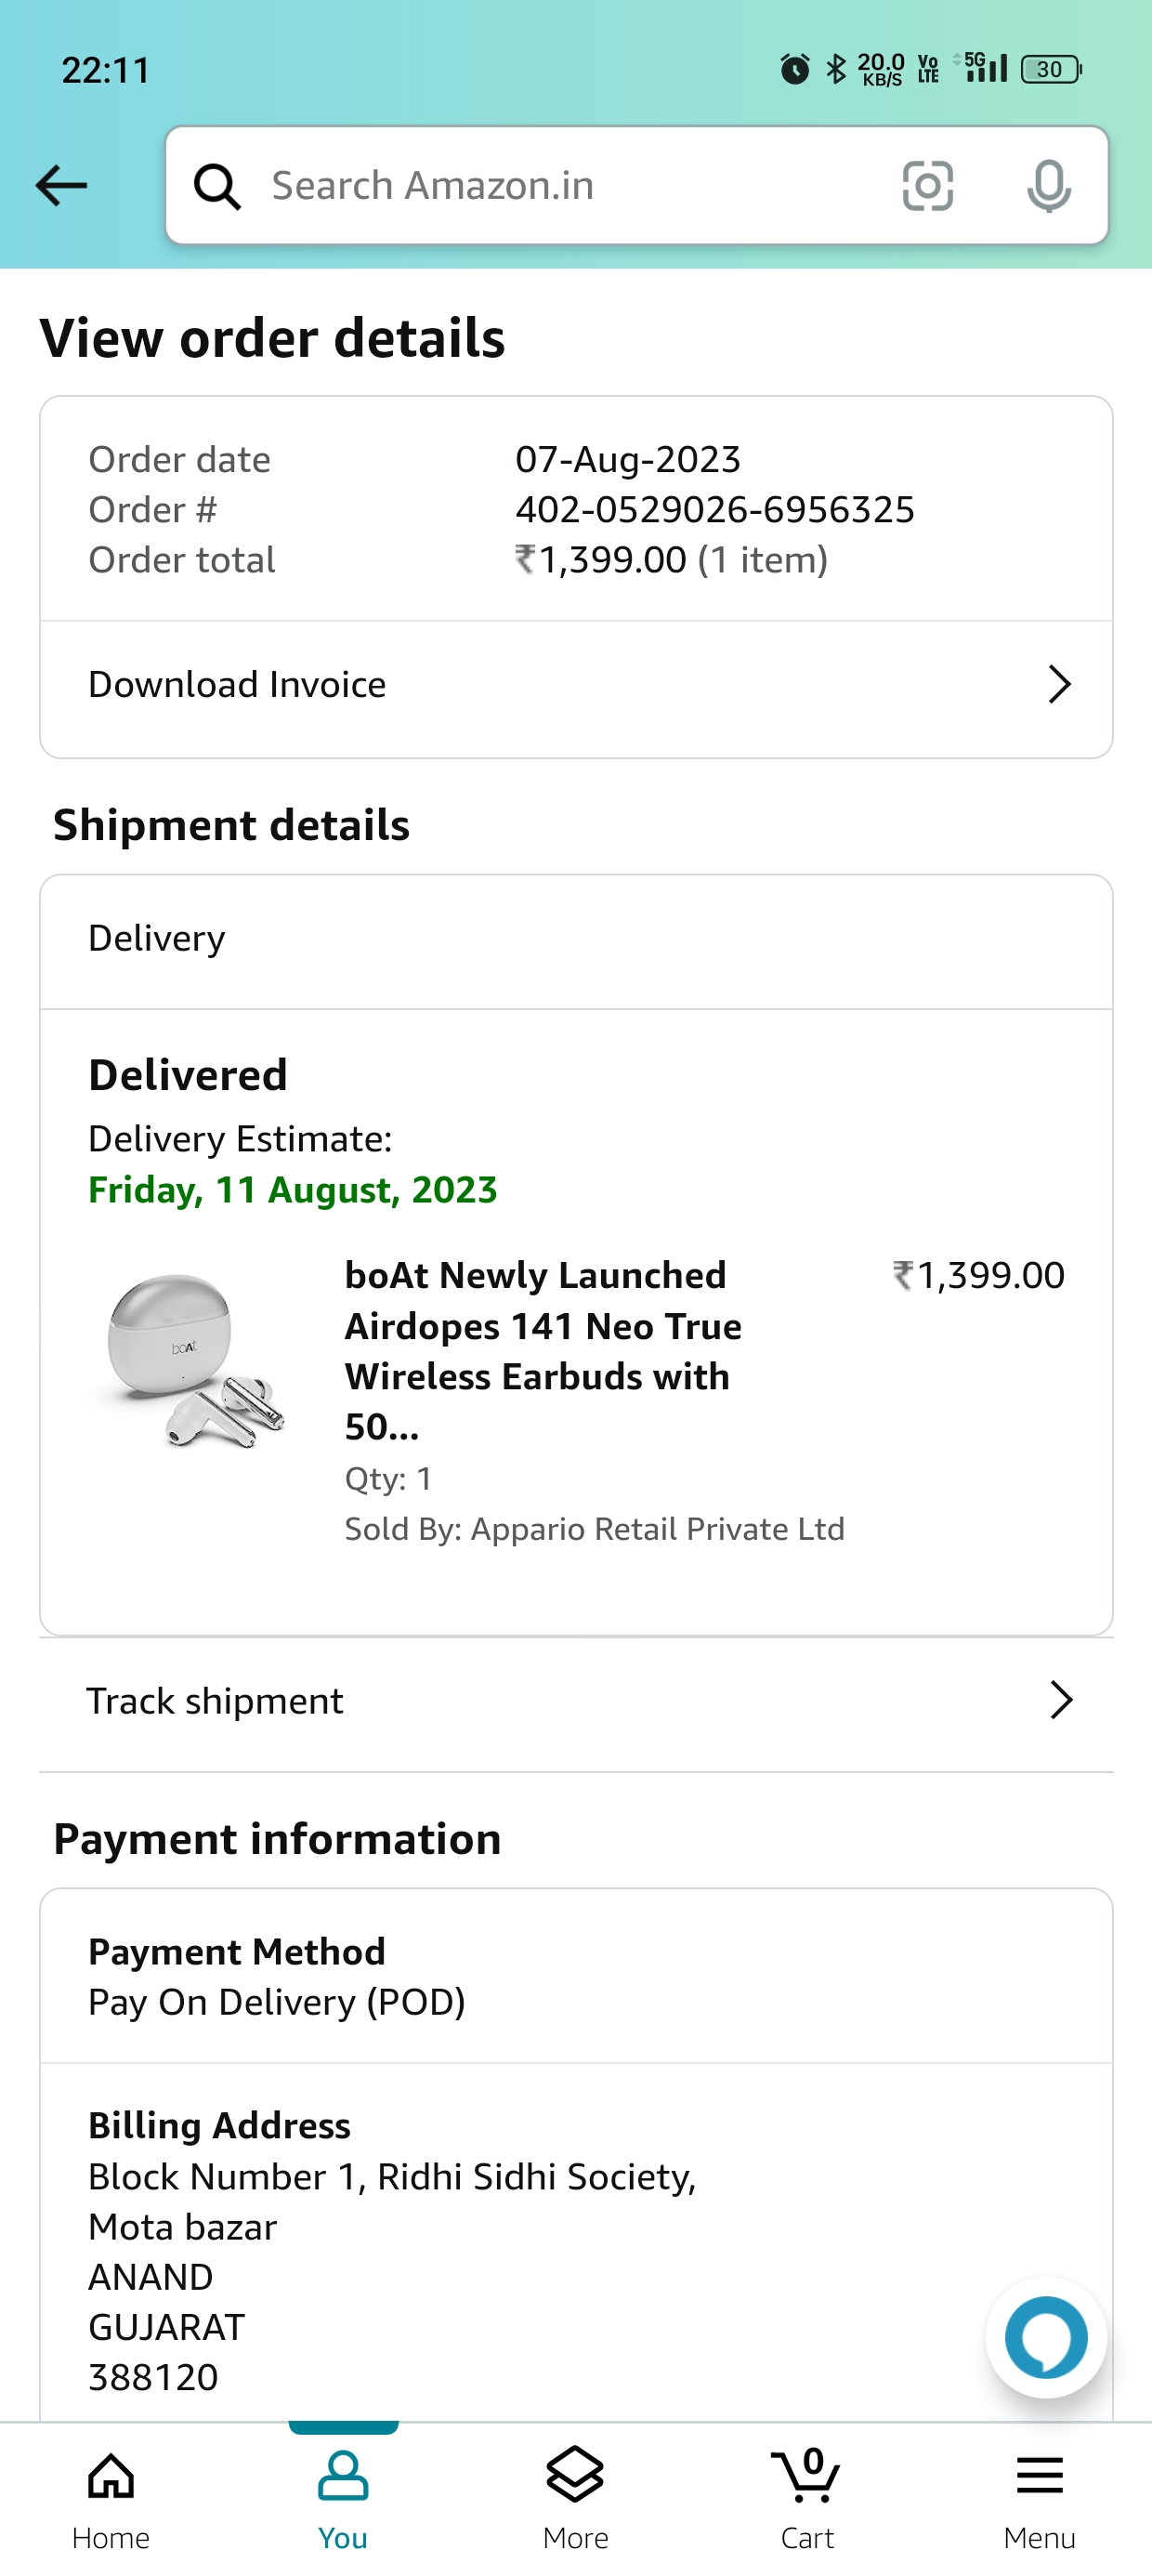 22:11
20.0 KB/S Vo LTE 5G 30
Search Amazon.in
View order details
Order date 07-Aug-2023
Order # 402-0529026-6956325
Order total ₹1,399.00 (1 item)
Download Invoice
Shipment details
Delivery
Delivered
Delivery Estimate:
Friday, 11 August, 2023
boAt
boAt Newly Launched ₹1,399.00
Airdopes 141 Neo True
Wireless Earbuds with
50...
Qty: 1
Sold By: Appario Retail Private Ltd
Track shipment
Payment information
Payment Method
Pay On Delivery (POD)
Billing Address
Block Number 1, Ridhi Sidhi Society,
Mota bazar
ANAND
GUJARAT
388120
0
Home You More Cart Menu